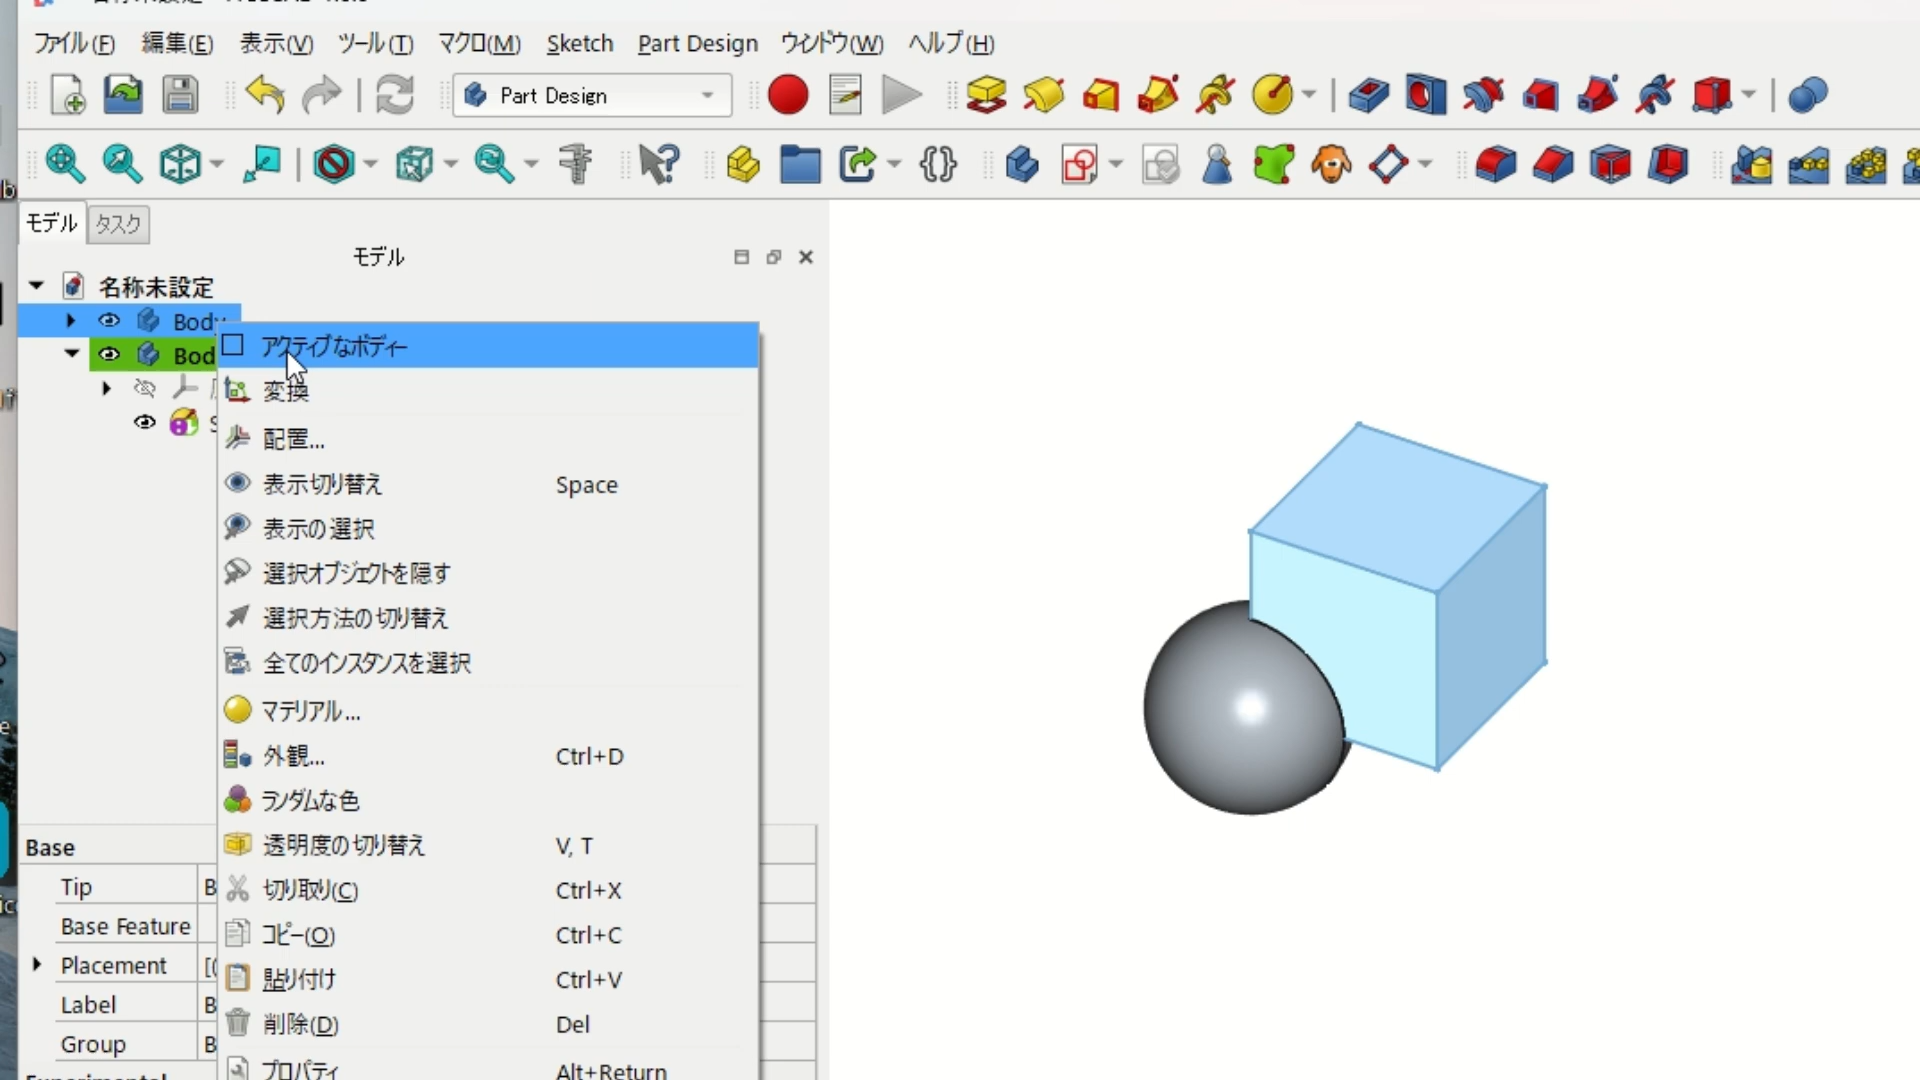 ファイル(F) 編集(E) 表示(V) ツール(T) マクロ(M) Sketch Part Design ウィンドウ(W) ヘルプ(H)
Part Design
モデル タスク
モデル
名称未設定
Body
アクティブなボディー
変換
配置...
表示切り替え Space
表示の選択
選択オブジェクトを隠す
選択方法の切り替え
全てのインスタンスを選択
マテリアル...
外観... Ctrl+D
ランダムな色
透明度の切り替え V, T
切り取り(C) Ctrl+X
コピー(O) Ctrl+C
貼り付け Ctrl+V
削除(D) Del
プロパティ Alt+Return
Base
Tip B
Base Feature
Placement [(
Label B
Group B